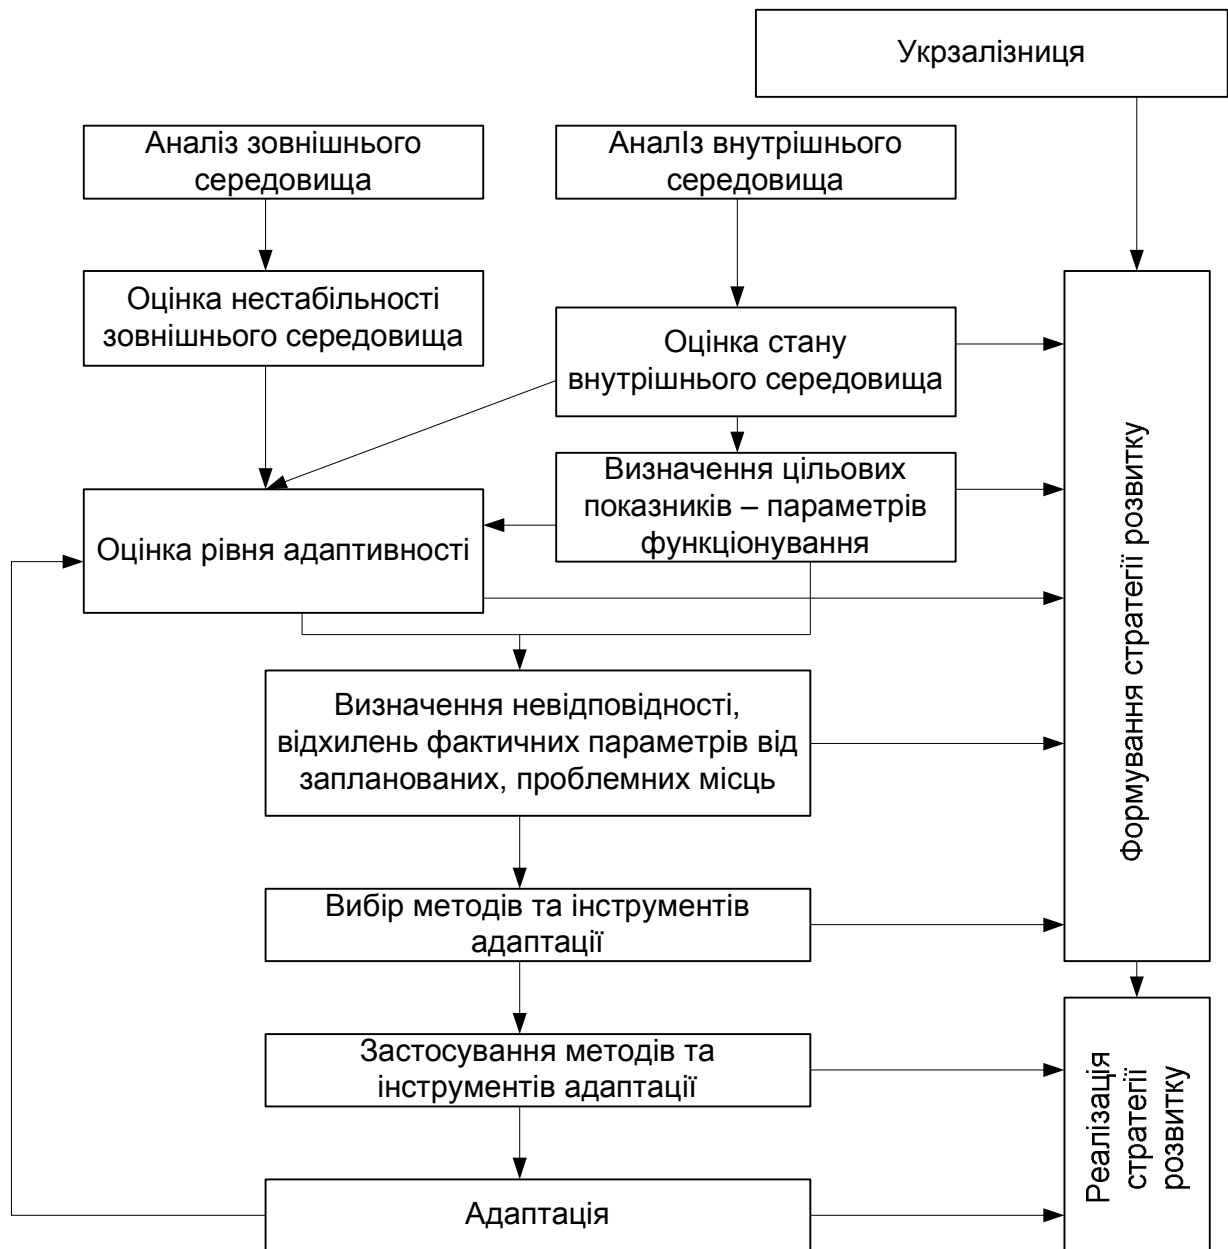 Укрзалізниця
Аналіз зовнішнього
середовища
АналІз внутрішнього
середовища
Оцінка нестабільності
зовнішнього середовища
Оцінка стану
внутрішнього середовища
Визначення цільових
показників – параметрів
функціонування
Оцінка рівня адаптивності
Формування стратегії розвитку
Визначення невідповідності,
відхилень фактичних параметрів від
запланованих, проблемних місць
Вибір методів та інструментів
адаптації
Застосування методів та
інструментів адаптації
Реалізація
стратегії
розвитку
Адаптація